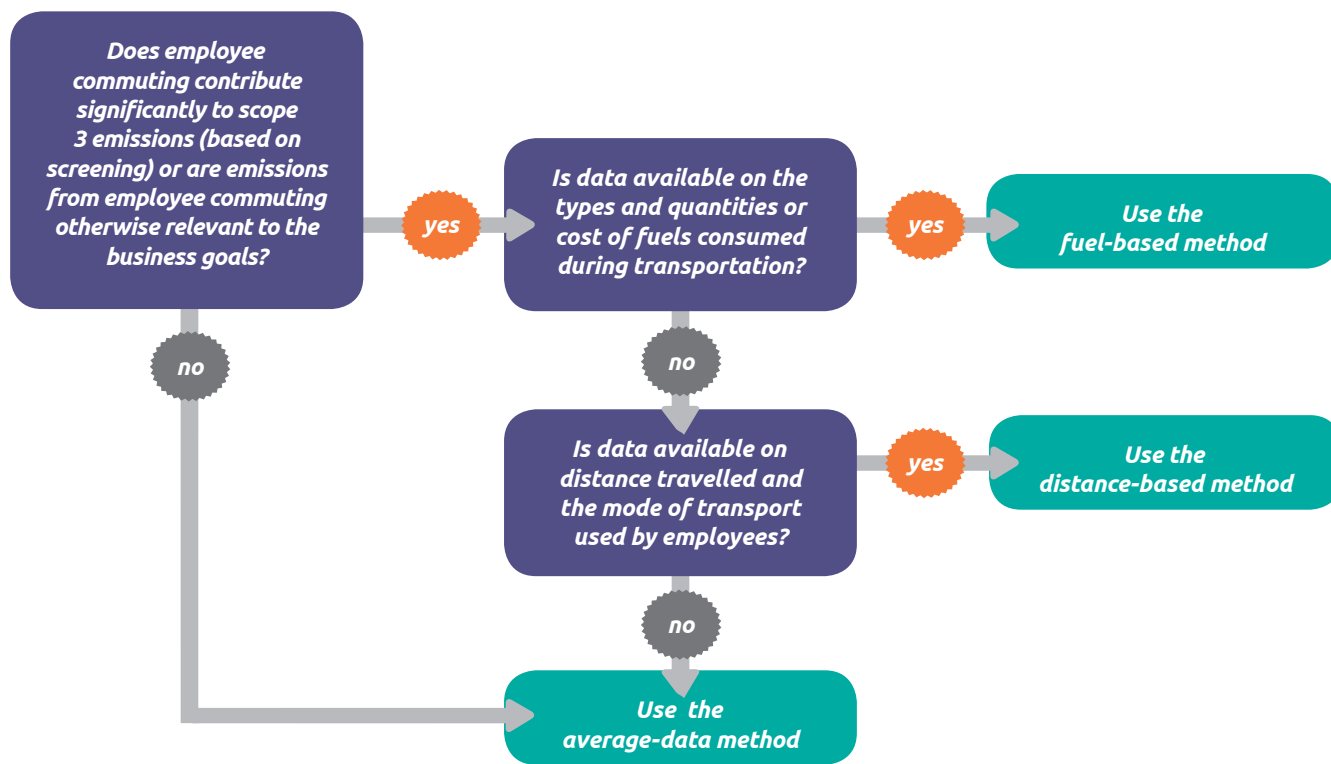 Does employee
commuting contribute
significantly to scope
3 emissions (based on
screening) or are emissions
from employee commuting
otherwise relevant to the
business goals?
yes
Is data available on the
types and quantities or
cost of fuels consumed
during transportation?
yes
Use the
fuel-based method
no
no
Is data available on
distance travelled and
the mode of transport
used by employees?
yes
Use the
distance-based method
no
Use the
average-data method